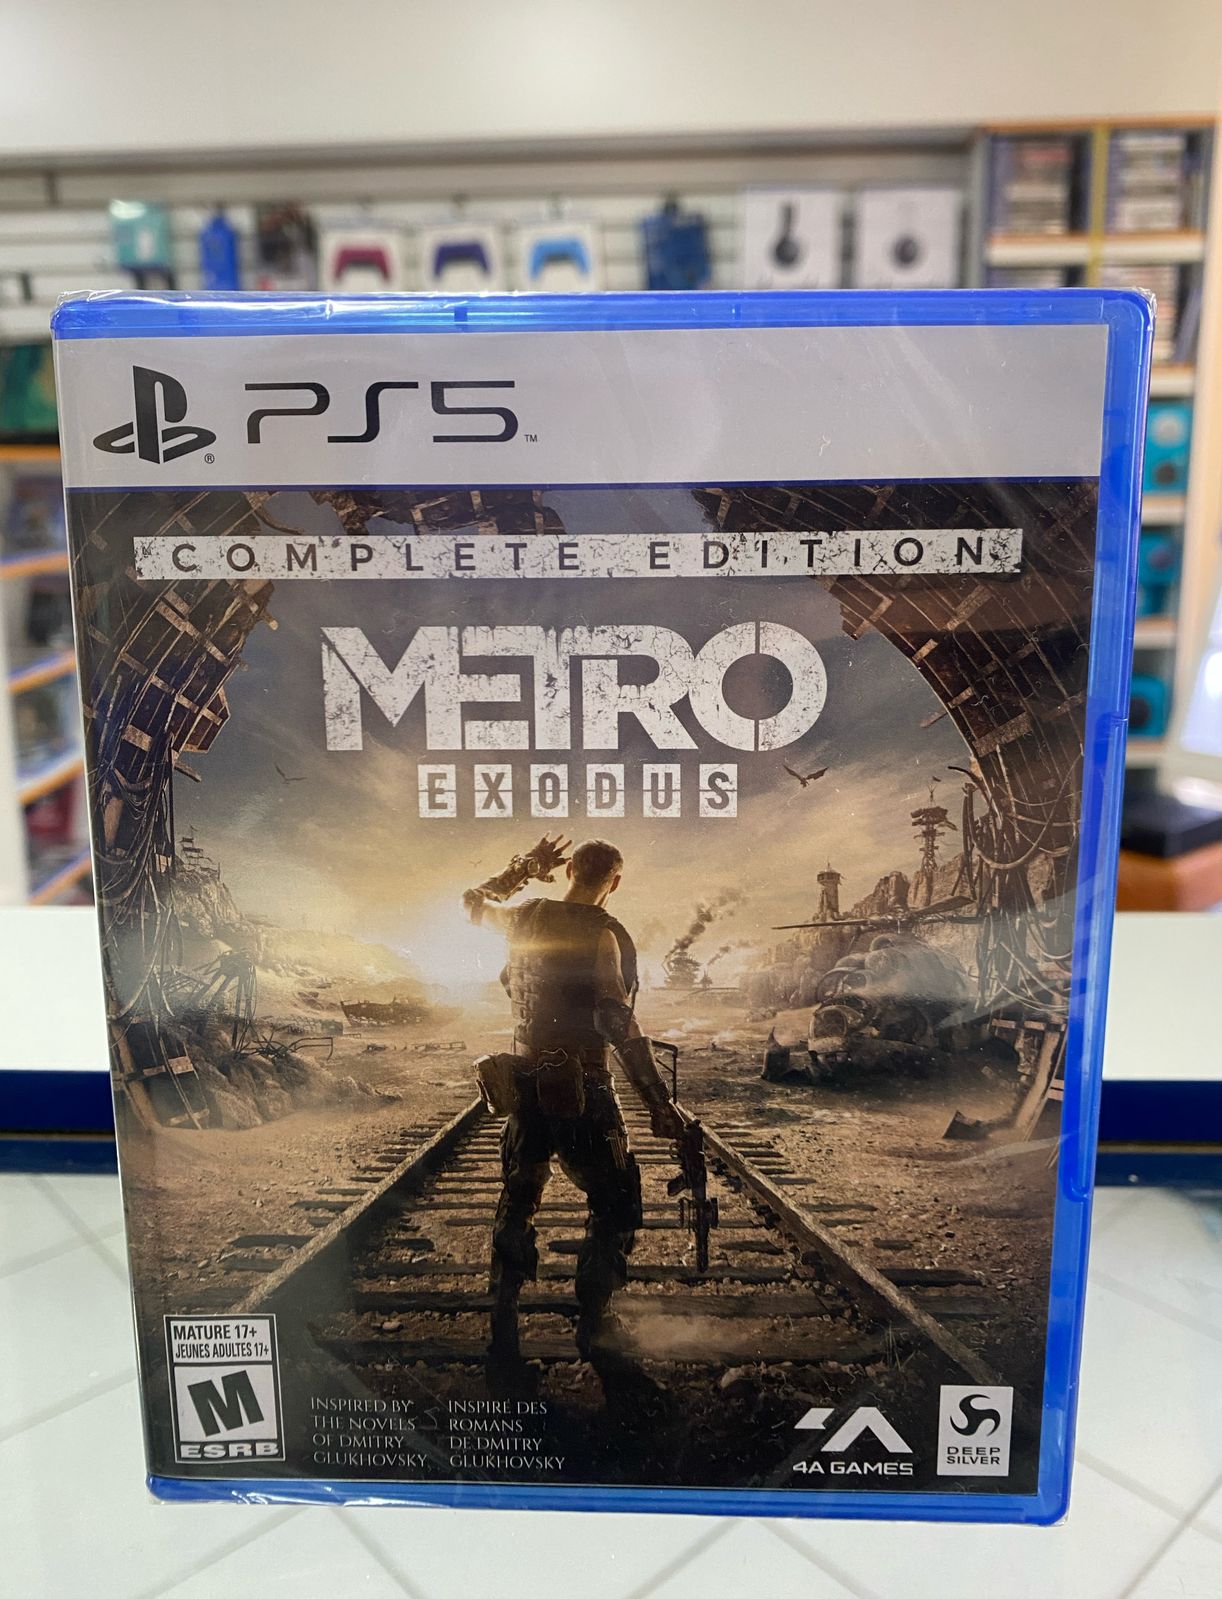 PS5™
®
COMPLETE EDITION
METRO
EXODUS
MATURE 17+
JEUNES ADULTES 17+
M
ESRB
INSPIRED BY
THE NOVELS
OF DMITRY
GLUKHOVSKY
INSPIRÉ DES
ROMANS
DE DMITRY
GLUKHOVSKY
4A GAMES
DEEP
SILVER